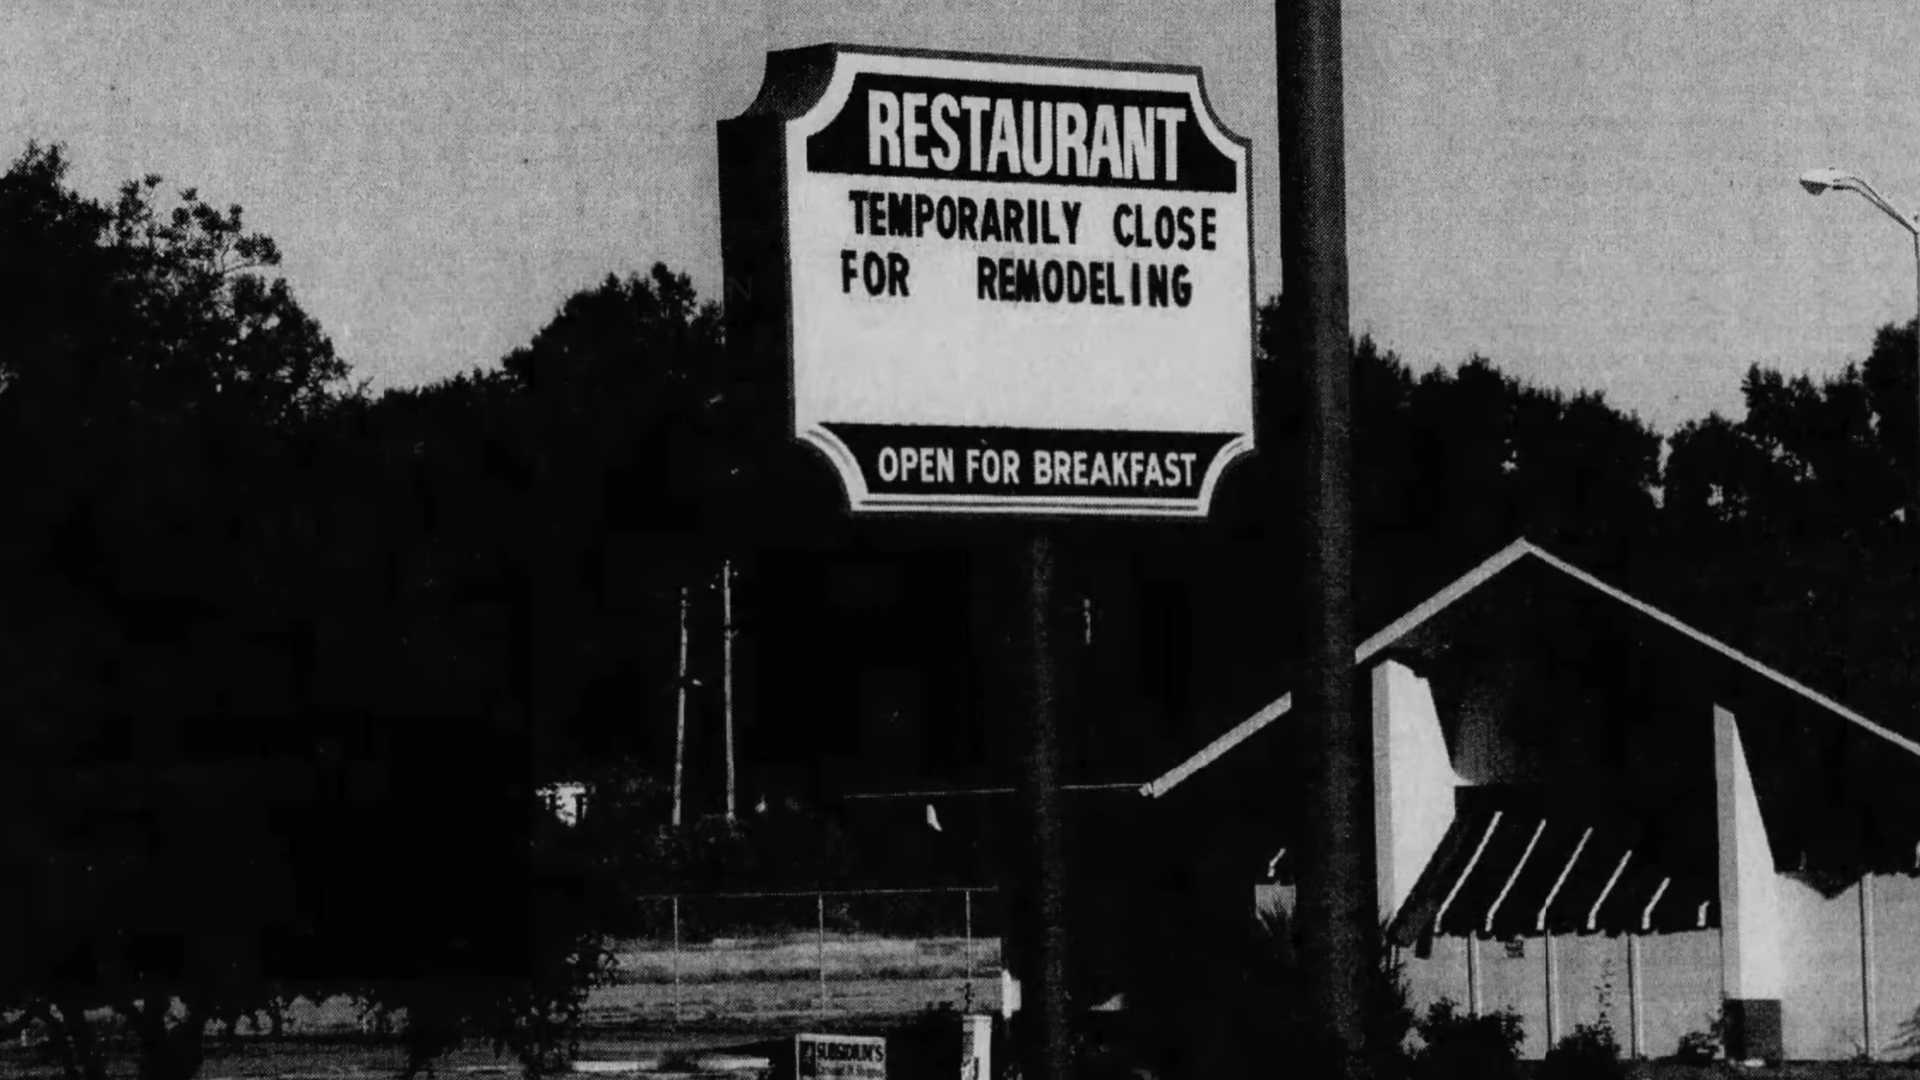 RESTAURANT
TEMPORARILY CLOSE
FOR REMODELING
OPEN FOR BREAKFAST